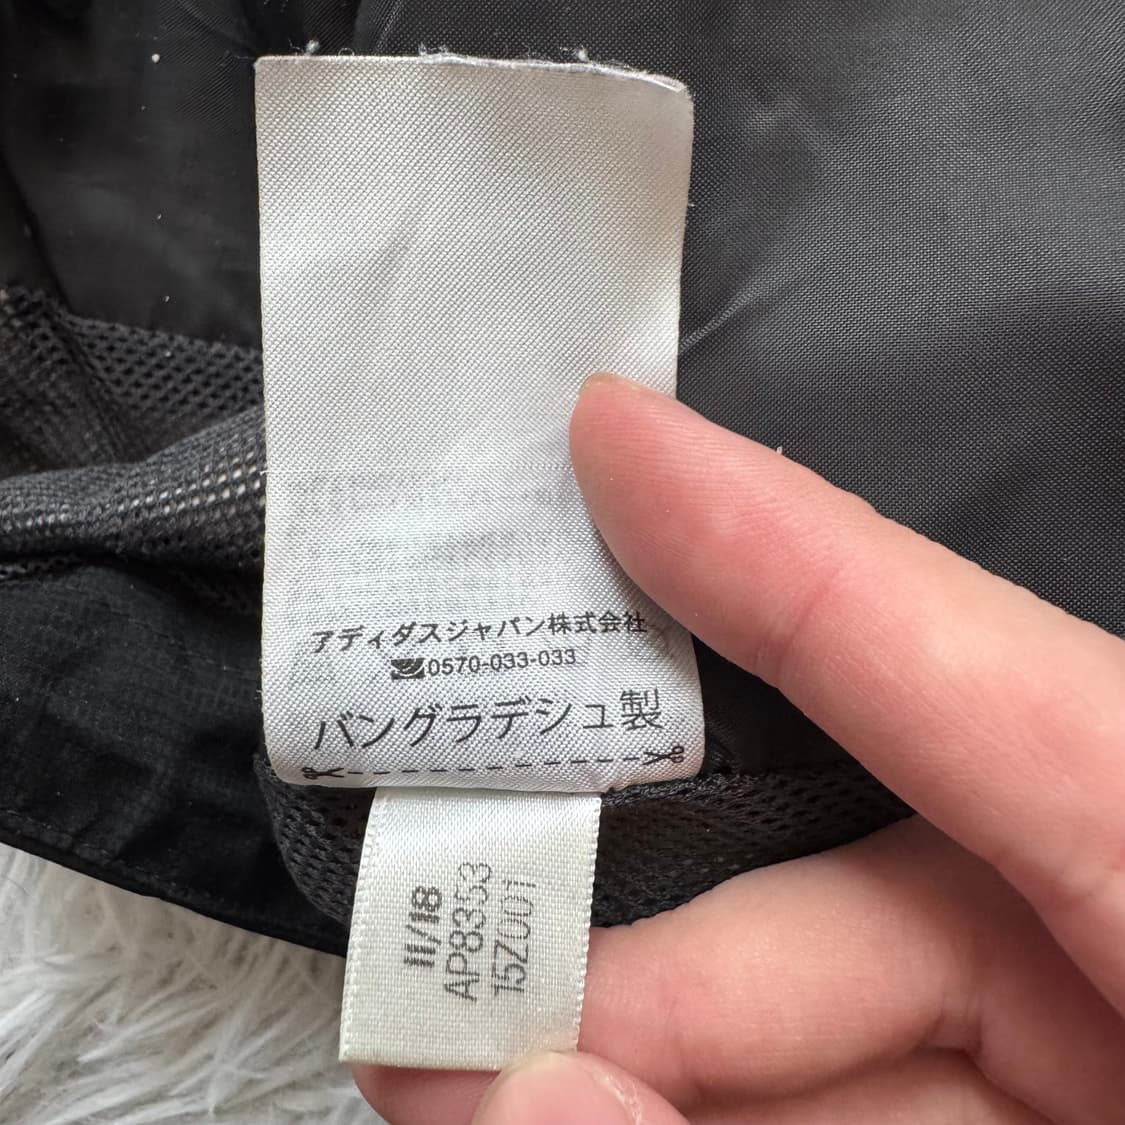 アディダスジャパン株式会社
0570-033-033
バングラデシュ製
11/18
AP8353
15Z001